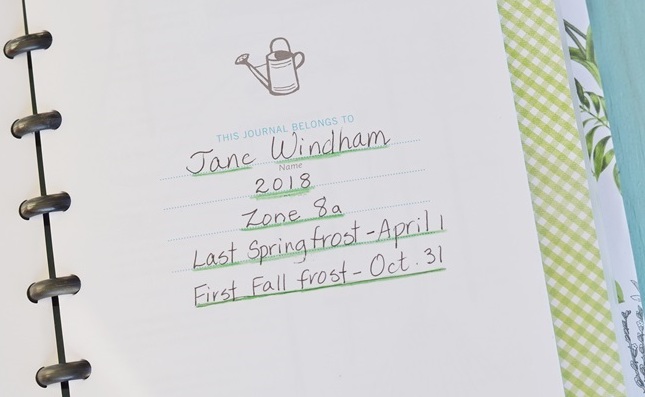 THIS JOURNAL BELONGS TO
Jane Windham
Name
2018
Zone 8a
Last Spring frost - April 1
First Fall frost - Oct. 31